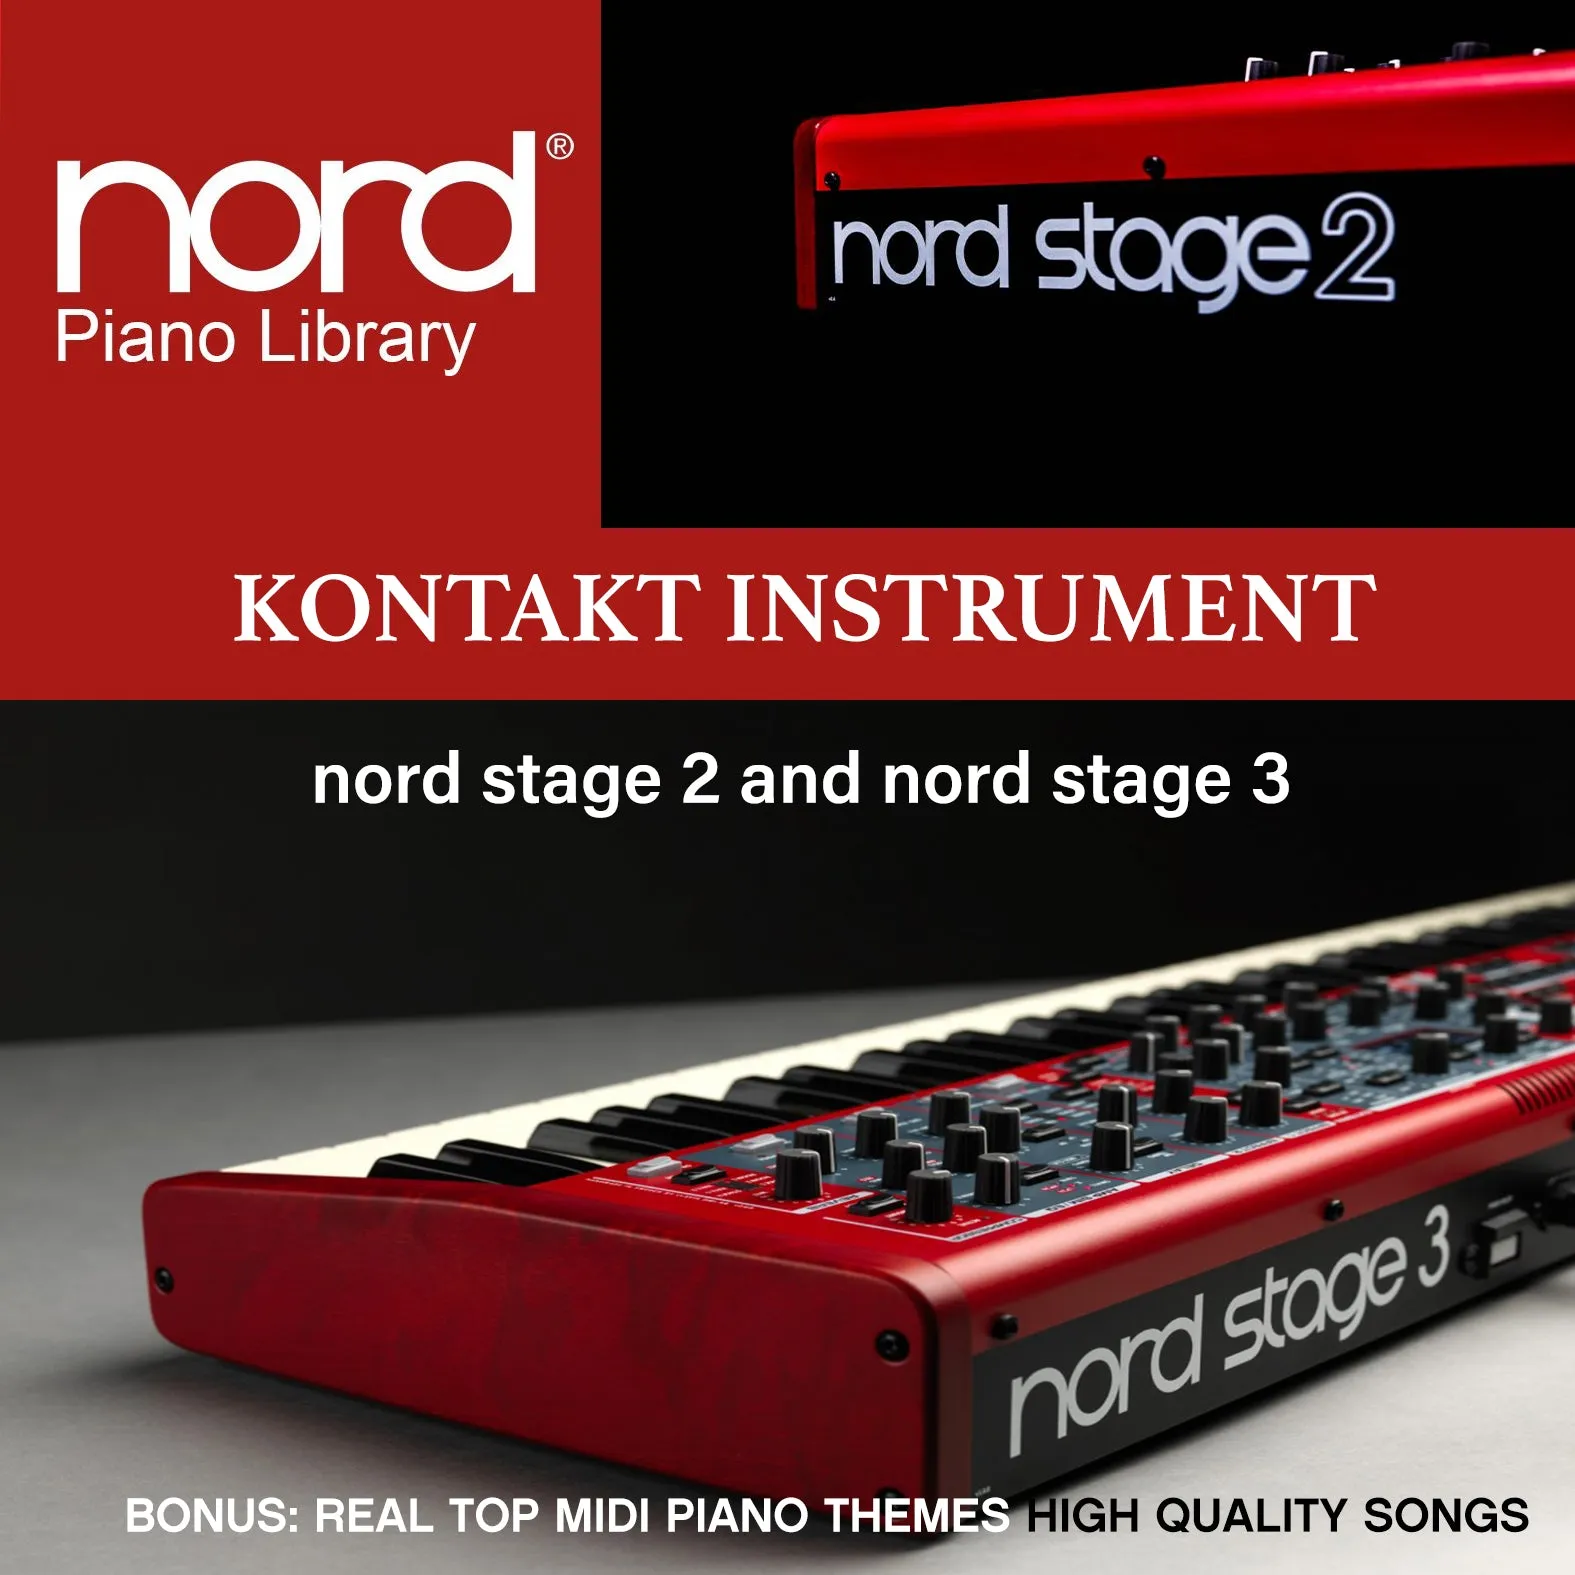 nord®
Piano Library
nord stage 2
KONTAKT INSTRUMENT
nord stage 2 and nord stage 3
nord stage 3
BONUS: REAL TOP MIDI PIANO THEMES HIGH QUALITY SONGS